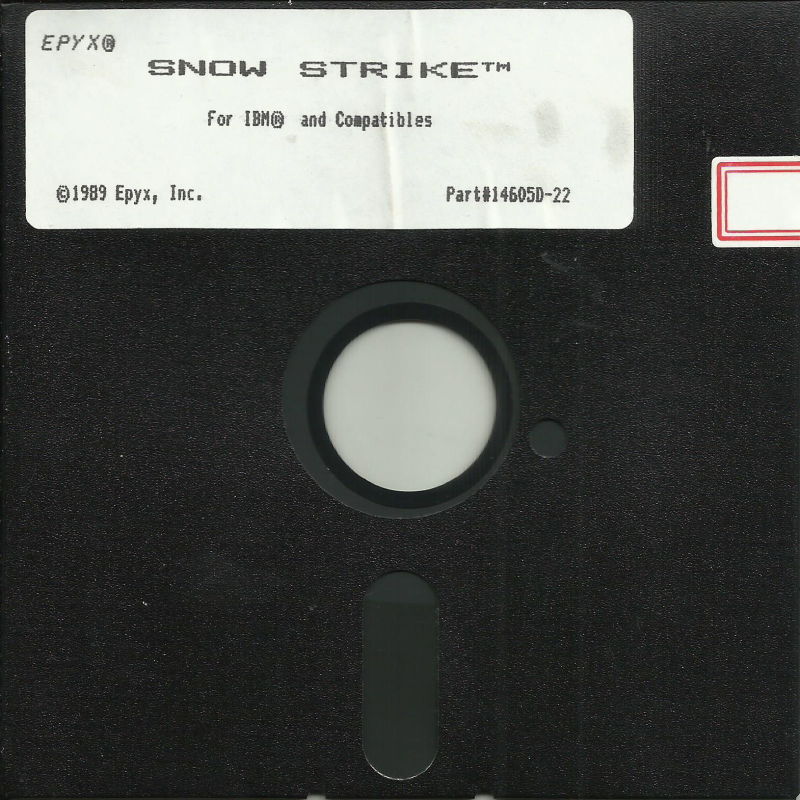 EPYX®
SNOW STRIKE™
For IBM® and Compatibles
©1989 Epyx, Inc.
Part#14605D-22